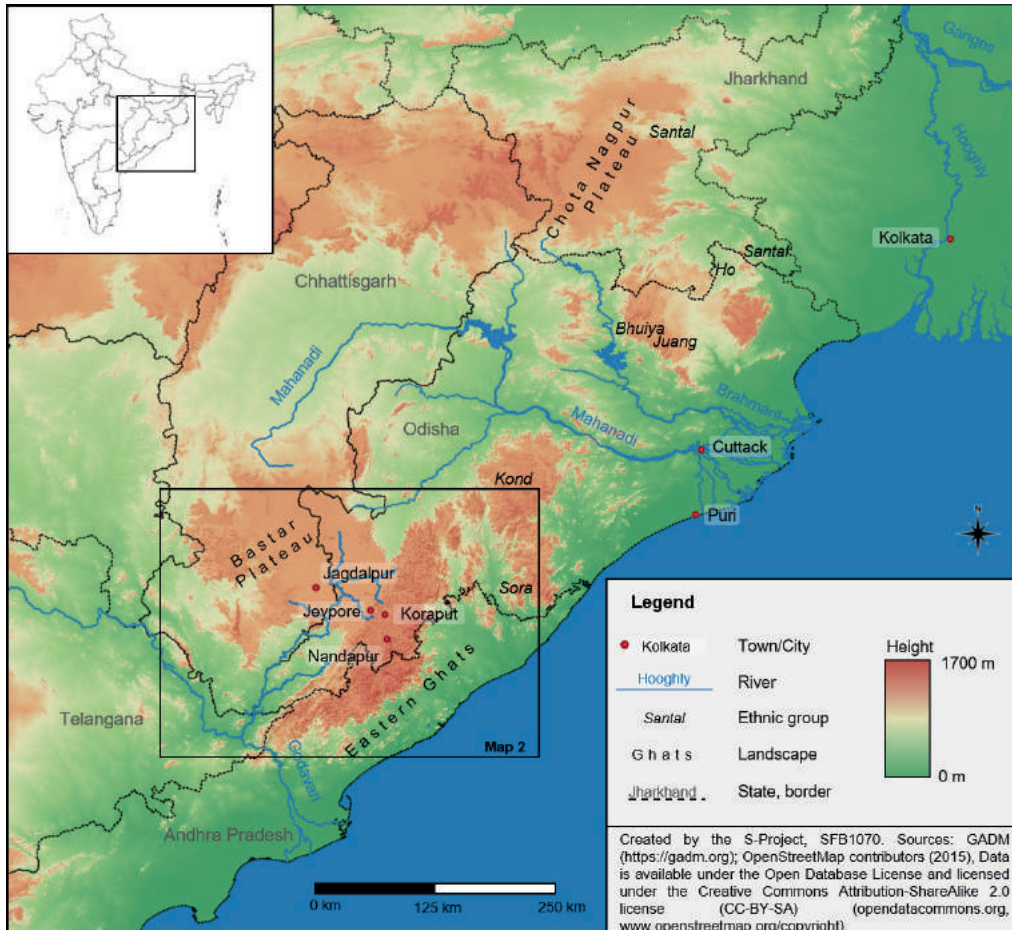 Ganges
Jharkhand
Hooghly
Santal
Chota Nagpur
Plateau
Kolkata
Santal
Ho
Chhattisgarh
Bhuiya
Juang
Mahanadi
Brahmani
Mahanadi
Odisha
Cuttack
Kond
Puri
N
Bastar
Plateau
Jagdalpur
Sora
Jeypore
Koraput
Nandapur
Eastern Ghats
Telangana
Map 2
Godavari
Andhra Pradesh
0 km
125 km
250 km
Legend
Kolkata
Town/City
Hooghly
River
Santal
Ethnic group
Ghats
Landscape
Jharkhand
State, border
Height
1700 m
0 m
Created by the S-Project, SFB1070. Sources: GADM
(https://gadm.org); OpenStreetMap contributors (2015), Data
is available under the Open Database License and licensed
under the Creative Commons Attribution-ShareAlike 2.0
license (CC-BY-SA) (opendatacommons.org,
www.openstreetmap.org/copyright).